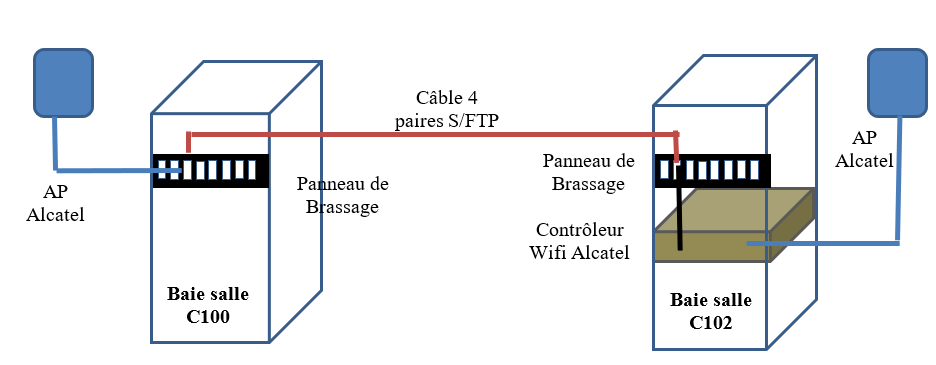 Câble 4
paires S/FTP
AP
Alcatel
AP
Alcatel
Panneau de
Brassage
Panneau de
Brassage
Contrôleur
Wifi Alcatel
Baie salle
C100
Baie salle
C102